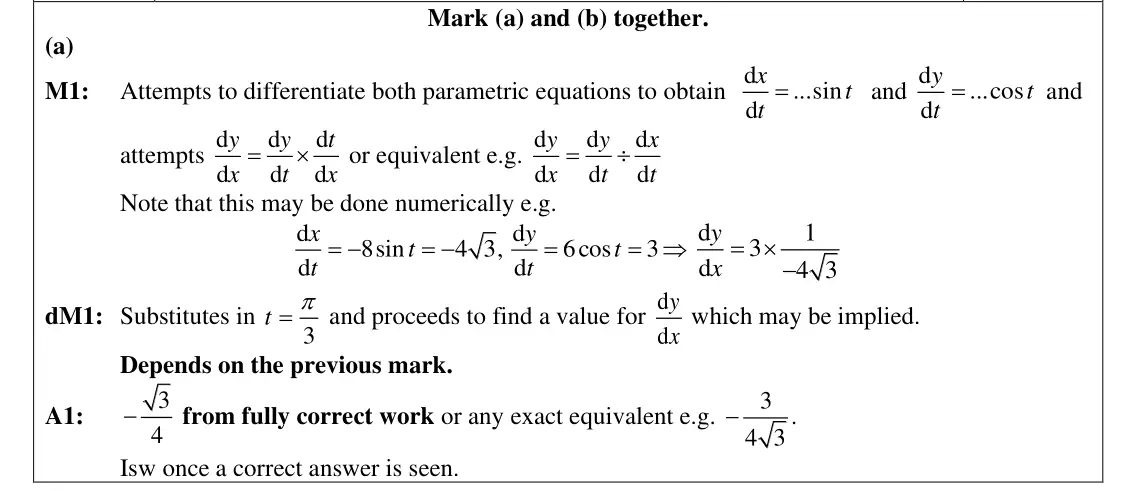 Mark (a) and (b) together.
(a)
M1: Attempts to differentiate both parametric equations to obtain dx/dt = ...sin t and dy/dt = ...cos t and
attempts dy/dx = dy/dt × dt/dx or equivalent e.g. dy/dx = dy/dt ÷ dx/dt
Note that this may be done numerically e.g.
dx/dt = −8sin t = −4√3, dy/dt = 6cos t = 3 ⇒ dy/dx = 3 × 1/(−4√3)
dM1: Substitutes in t = π/3 and proceeds to find a value for dy/dx which may be implied.
Depends on the previous mark.
A1: −√3/4 from fully correct work or any exact equivalent e.g. −3/(4√3).
Isw once a correct answer is seen.